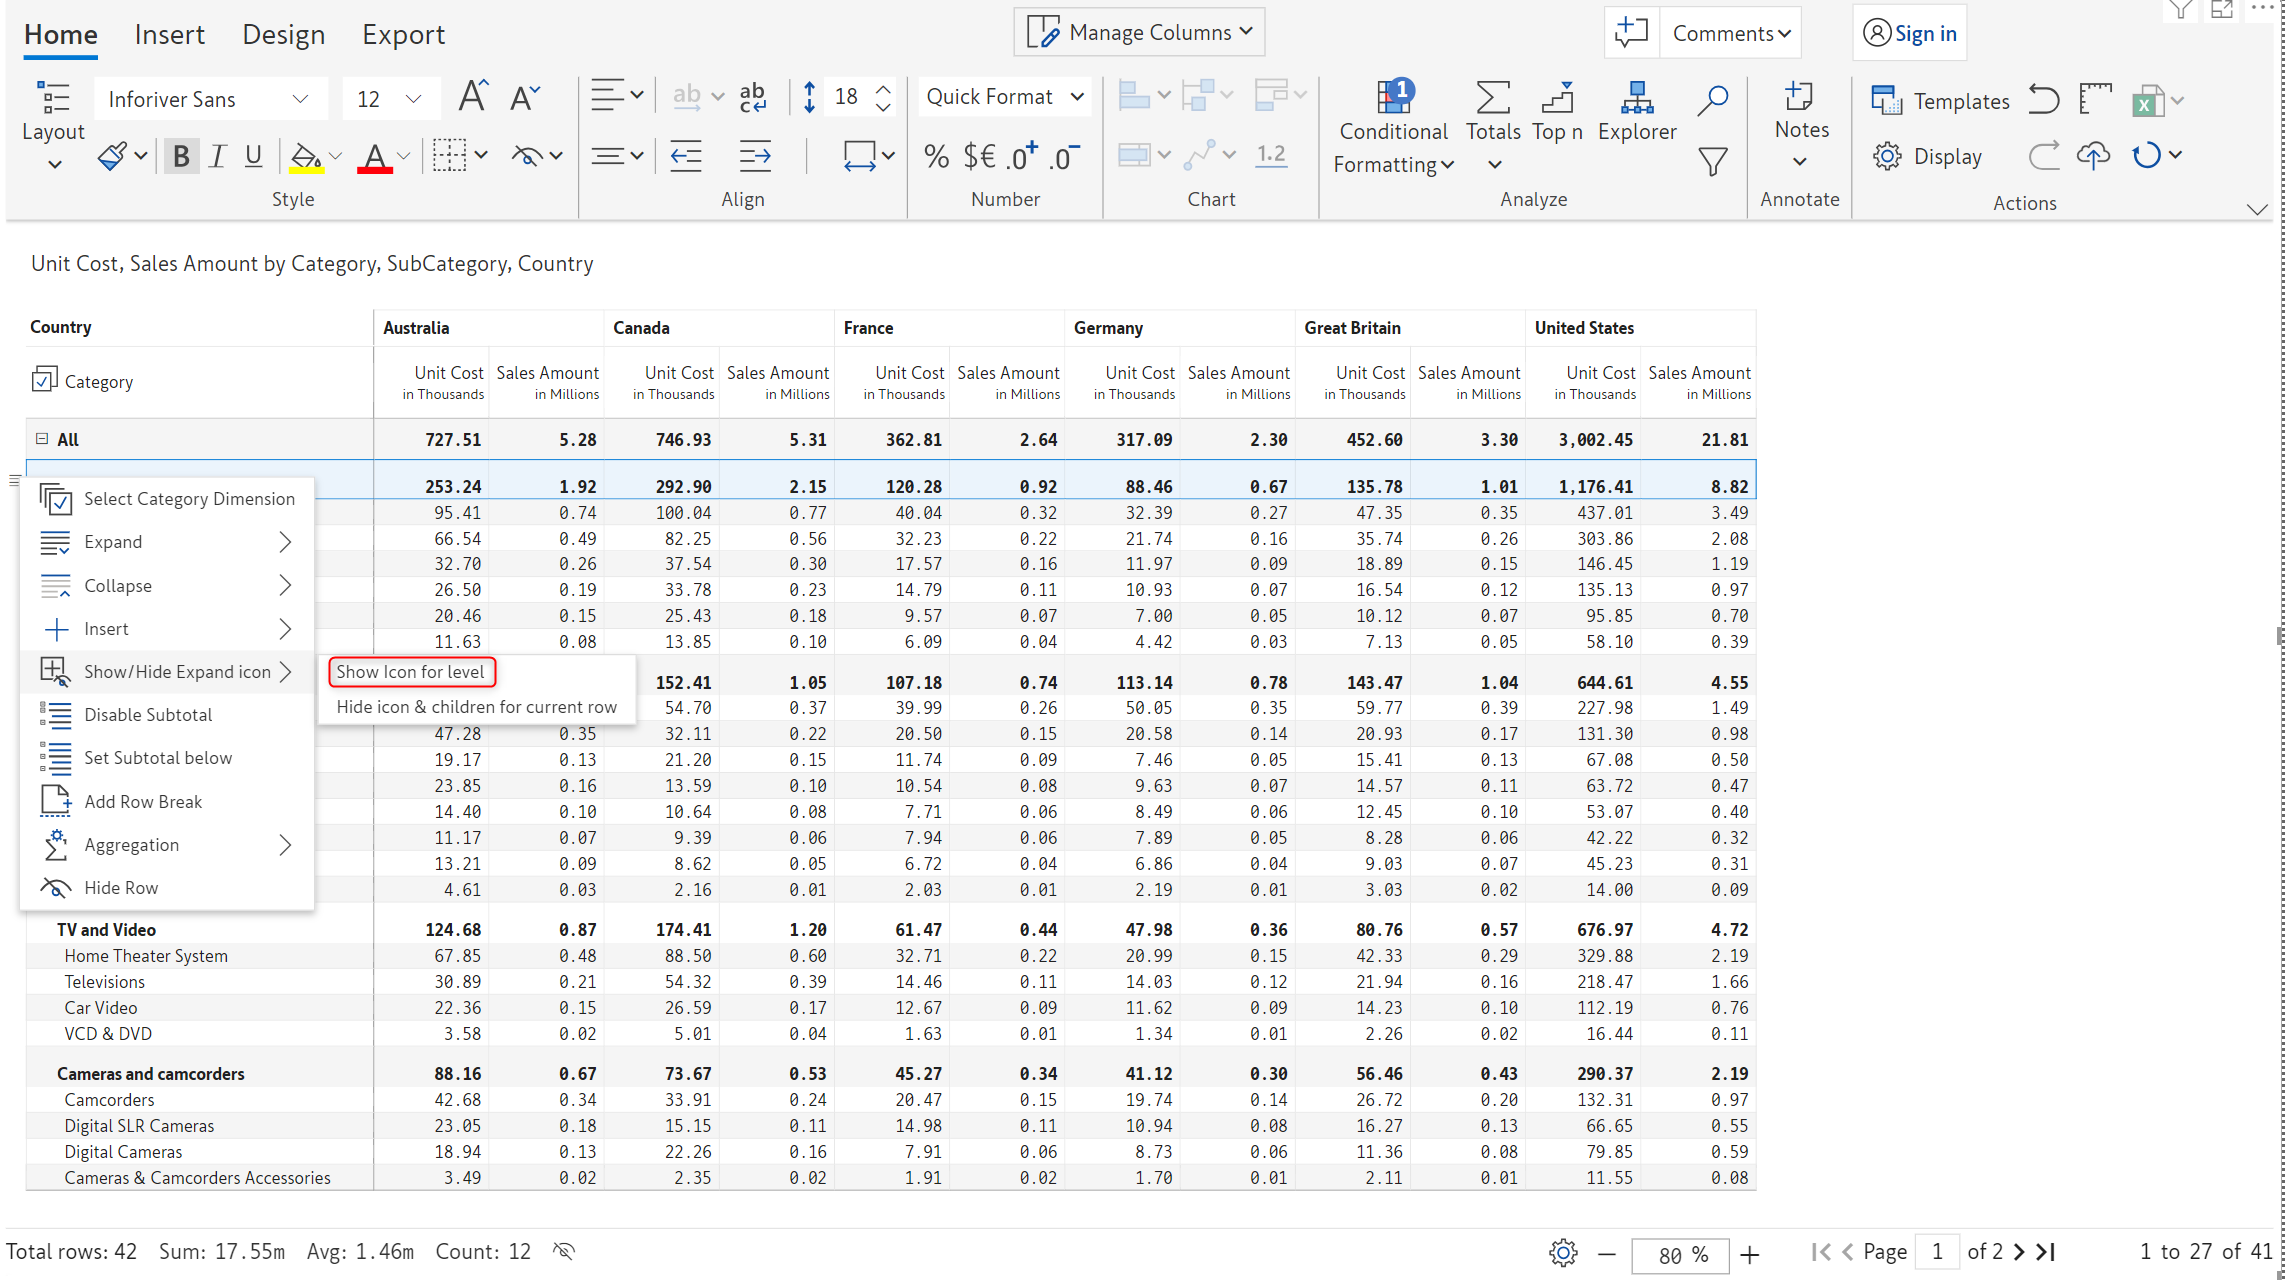 Home Insert Design Export Manage Columns Comments Sign in
Layout Inforiver Sans 12 A A ab ab c 18 Quick Format Conditional Formatting 1 Totals Top n Explorer Notes Templates X
B I U A % $€ .0+ .0- 1.2 Display
Style Align Number Chart Analyze Annotate Actions
Unit Cost, Sales Amount by Category, SubCategory, Country
Country Australia Canada France Germany Great Britain United States
Category Unit Cost Sales Amount Unit Cost Sales Amount Unit Cost Sales Amount Unit Cost Sales Amount Unit Cost Sales Amount Unit Cost Sales Amount
in Thousands in Millions in Thousands in Millions in Thousands in Millions in Thousands in Millions in Thousands in Millions in Thousands in Millions
All 727.51 5.28 746.93 5.31 362.81 2.64 317.09 2.30 452.60 3.30 3,002.45 21.81
253.24 1.92 292.90 2.15 120.28 0.92 88.46 0.67 135.78 1.01 1,176.41 8.82
95.41 0.74 100.04 0.77 40.04 0.32 32.39 0.27 47.35 0.35 437.01 3.49
66.54 0.49 82.25 0.56 32.23 0.22 21.74 0.16 35.74 0.26 303.86 2.08
32.70 0.26 37.54 0.30 17.57 0.16 11.97 0.09 18.89 0.15 146.45 1.19
26.50 0.19 33.78 0.23 14.79 0.11 10.93 0.07 16.54 0.12 135.13 0.97
20.46 0.15 25.43 0.18 9.57 0.07 7.00 0.05 10.12 0.07 95.85 0.70
11.63 0.08 13.85 0.10 6.09 0.04 4.42 0.03 7.13 0.05 58.10 0.39
152.41 1.05 107.18 0.74 113.14 0.78 143.47 1.04 644.61 4.55
54.70 0.37 39.99 0.26 50.05 0.35 59.77 0.39 227.98 1.49
47.28 0.35 32.11 0.22 20.50 0.15 20.58 0.14 20.93 0.17 131.30 0.98
19.17 0.13 21.20 0.15 11.74 0.09 7.46 0.05 15.41 0.13 67.08 0.50
23.85 0.16 13.59 0.10 10.54 0.08 9.63 0.07 14.57 0.11 63.72 0.47
14.40 0.10 10.64 0.08 7.71 0.06 8.49 0.06 12.45 0.10 53.07 0.40
11.17 0.07 9.39 0.06 7.94 0.06 7.89 0.05 8.28 0.06 42.22 0.32
13.21 0.09 8.62 0.05 6.72 0.04 6.86 0.04 9.03 0.07 45.23 0.31
4.61 0.03 2.16 0.01 2.03 0.01 2.19 0.01 3.03 0.02 14.00 0.09
Select Category Dimension
Expand
Collapse
Insert
Show/Hide Expand icon
Show Icon for level
Hide icon & children for current row
Disable Subtotal
Set Subtotal below
Add Row Break
Aggregation
Hide Row
TV and Video 124.68 0.87 174.41 1.20 61.47 0.44 47.98 0.36 80.76 0.57 676.97 4.72
Home Theater System 67.85 0.48 88.50 0.60 32.71 0.22 20.99 0.15 42.33 0.29 329.88 2.19
Televisions 30.89 0.21 54.32 0.39 14.46 0.11 14.03 0.12 21.94 0.16 218.47 1.66
Car Video 22.36 0.15 26.59 0.17 12.67 0.09 11.62 0.09 14.23 0.10 112.19 0.76
VCD & DVD 3.58 0.02 5.01 0.04 1.63 0.01 1.34 0.01 2.26 0.02 16.44 0.11
Cameras and camcorders 88.16 0.67 73.67 0.53 45.27 0.34 41.12 0.30 56.46 0.43 290.37 2.19
Camcorders 42.68 0.34 33.91 0.24 20.47 0.15 19.74 0.14 26.72 0.20 132.31 0.97
Digital SLR Cameras 23.05 0.18 15.15 0.11 14.98 0.11 10.94 0.08 16.27 0.13 66.65 0.55
Digital Cameras 18.94 0.13 22.26 0.16 7.91 0.06 8.73 0.06 11.36 0.08 79.85 0.59
Cameras & Camcorders Accessories 3.49 0.02 2.35 0.02 1.91 0.02 1.70 0.01 2.11 0.01 11.55 0.08
Total rows: 42 Sum: 17.55m Avg: 1.46m Count: 12 80 % Page 1 of 2 1 to 27 of 41